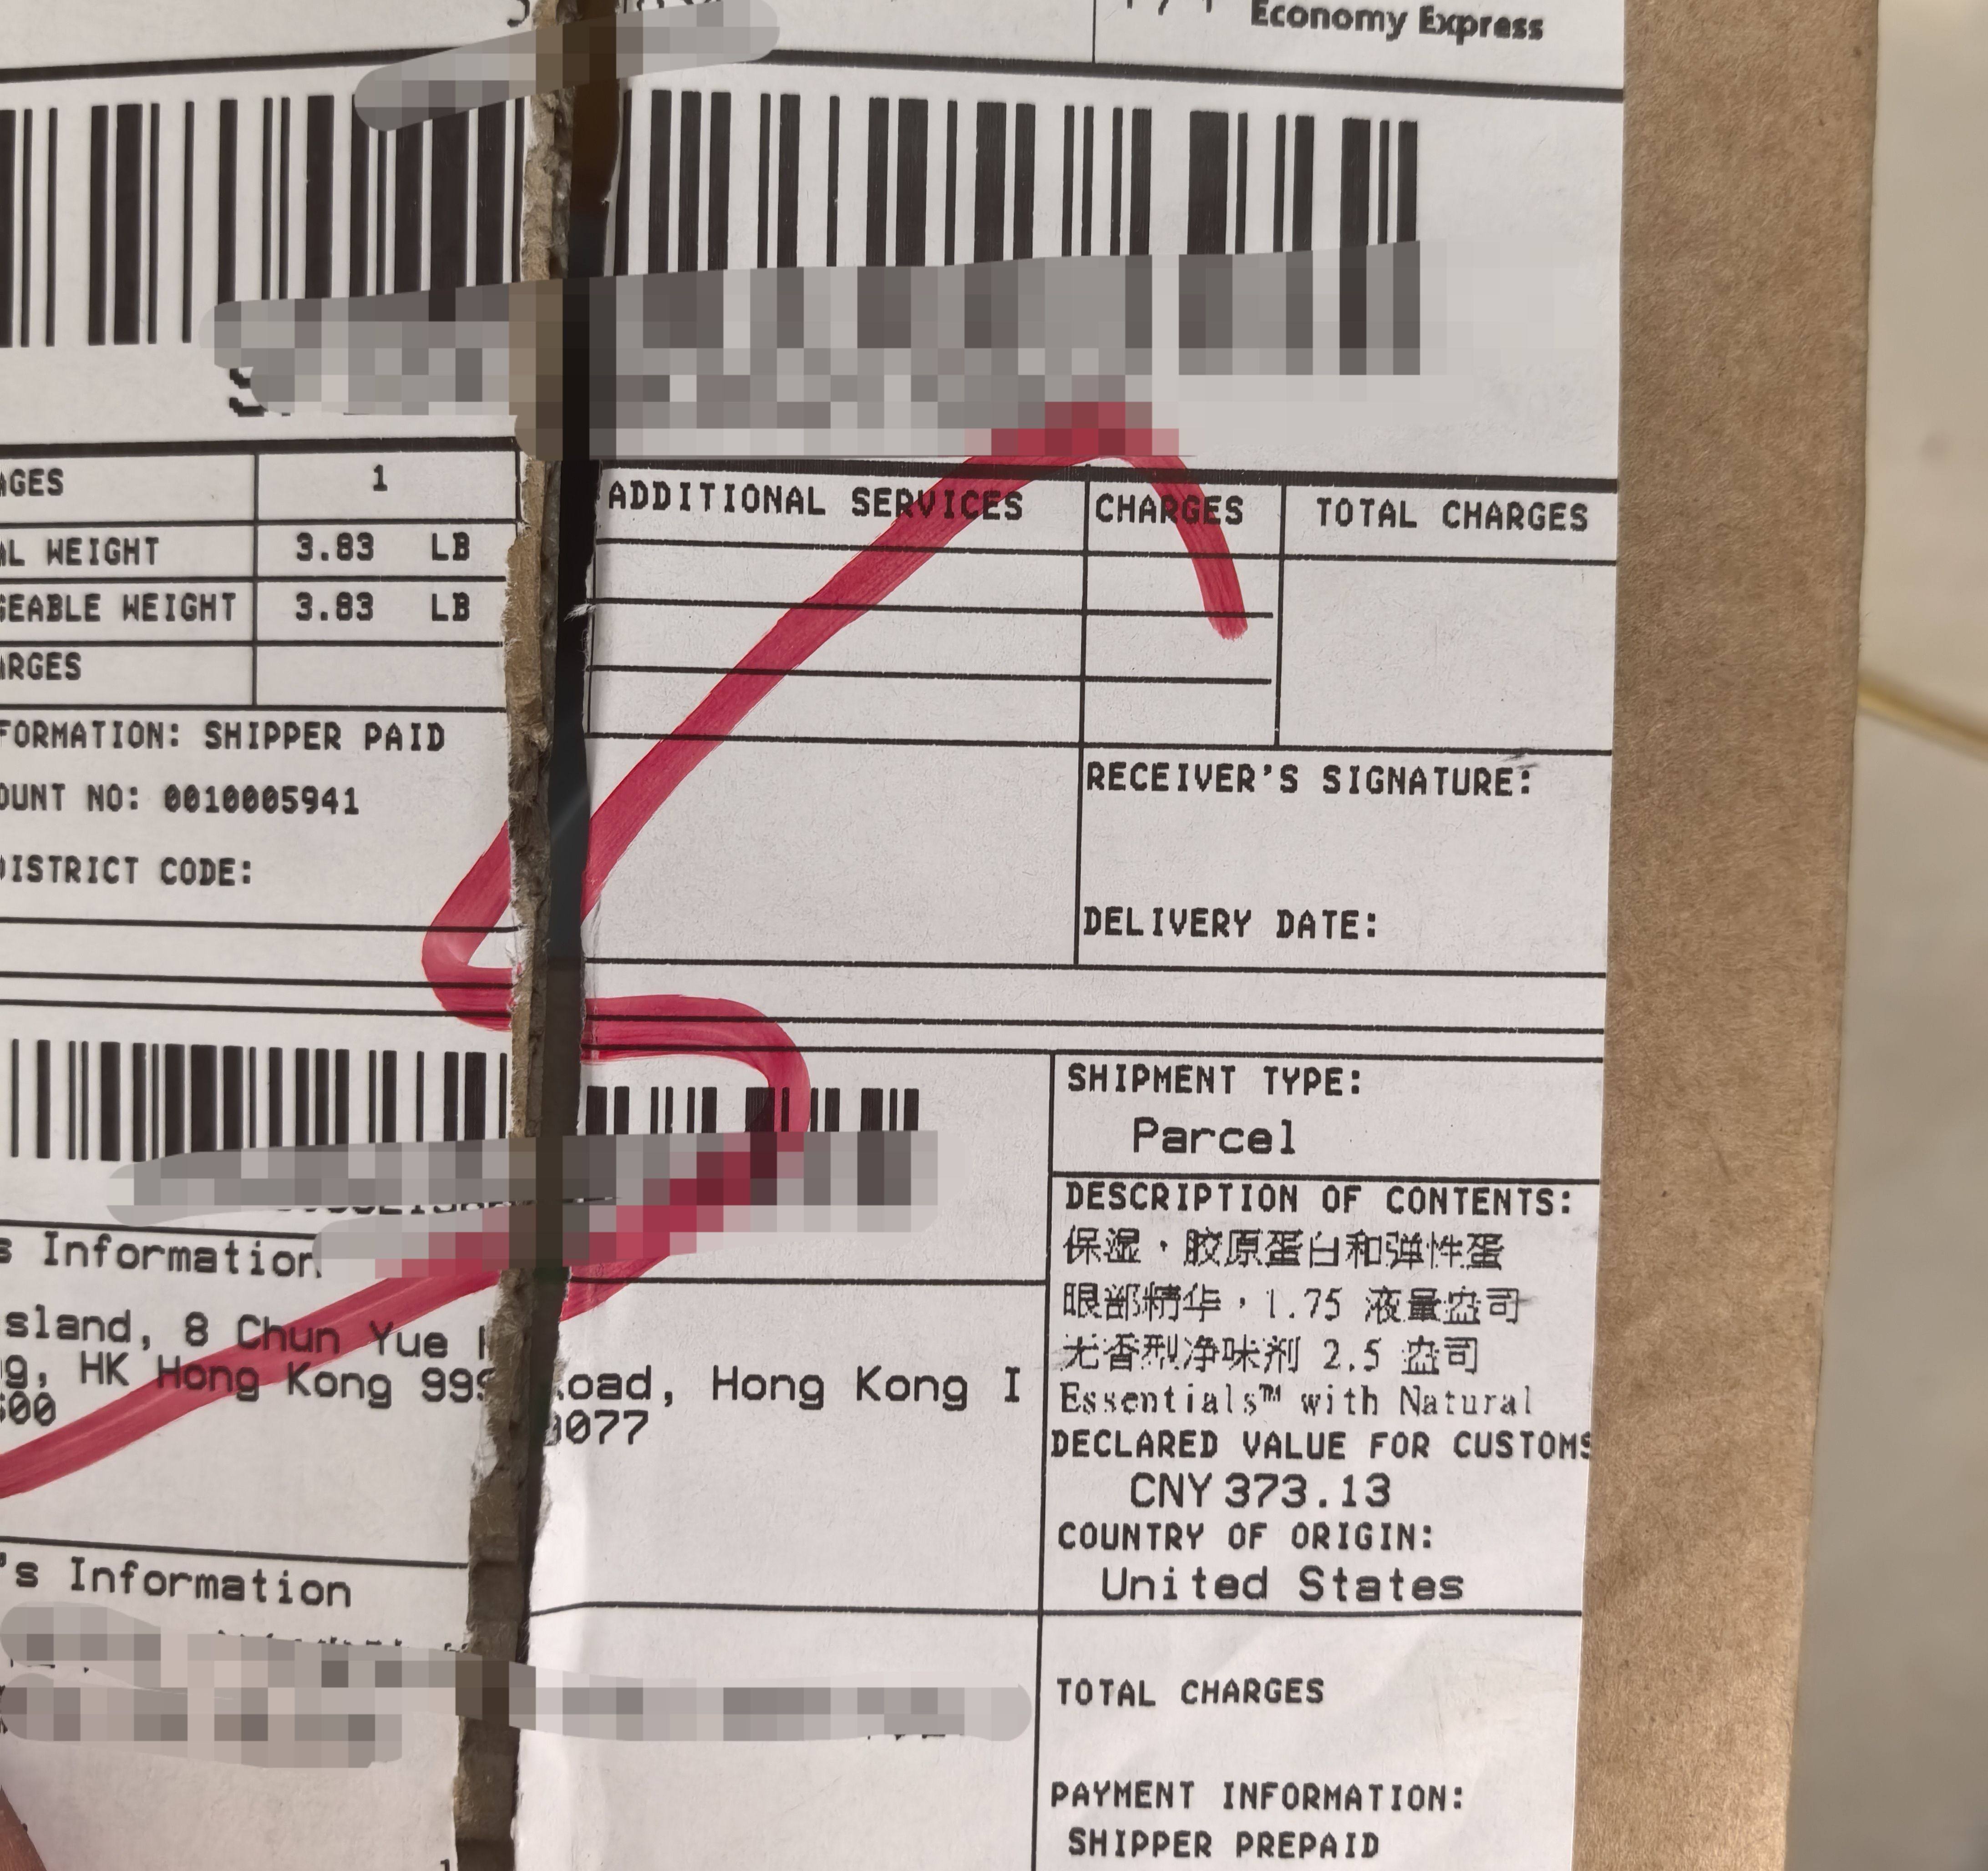 Economy Express
AGES 1
ADDITIONAL SERVICES CHARGES TOTAL CHARGES
WEIGHT 3.83 LB
EABLE WEIGHT 3.83 LB
RGES
FORMATION: SHIPPER PAID
OUNT NO: 0010005941
RECEIVER'S SIGNATURE:
DISTRICT CODE:
DELIVERY DATE:
SHIPMENT TYPE:
Parcel
DESCRIPTION OF CONTENTS:
保湿，胶原蛋白和弹性蛋
眼部精华，1.75 液量盎司
无香型净味剂 2.5 盎司
Essentials™ with Natural
s Information
sland, 8 Chun Yue Road, Hong Kong I
g, HK Hong Kong 999077
00
DECLARED VALUE FOR CUSTOMS
CNY 373.13
COUNTRY OF ORIGIN:
United States
's Information
TOTAL CHARGES
PAYMENT INFORMATION:
SHIPPER PREPAID